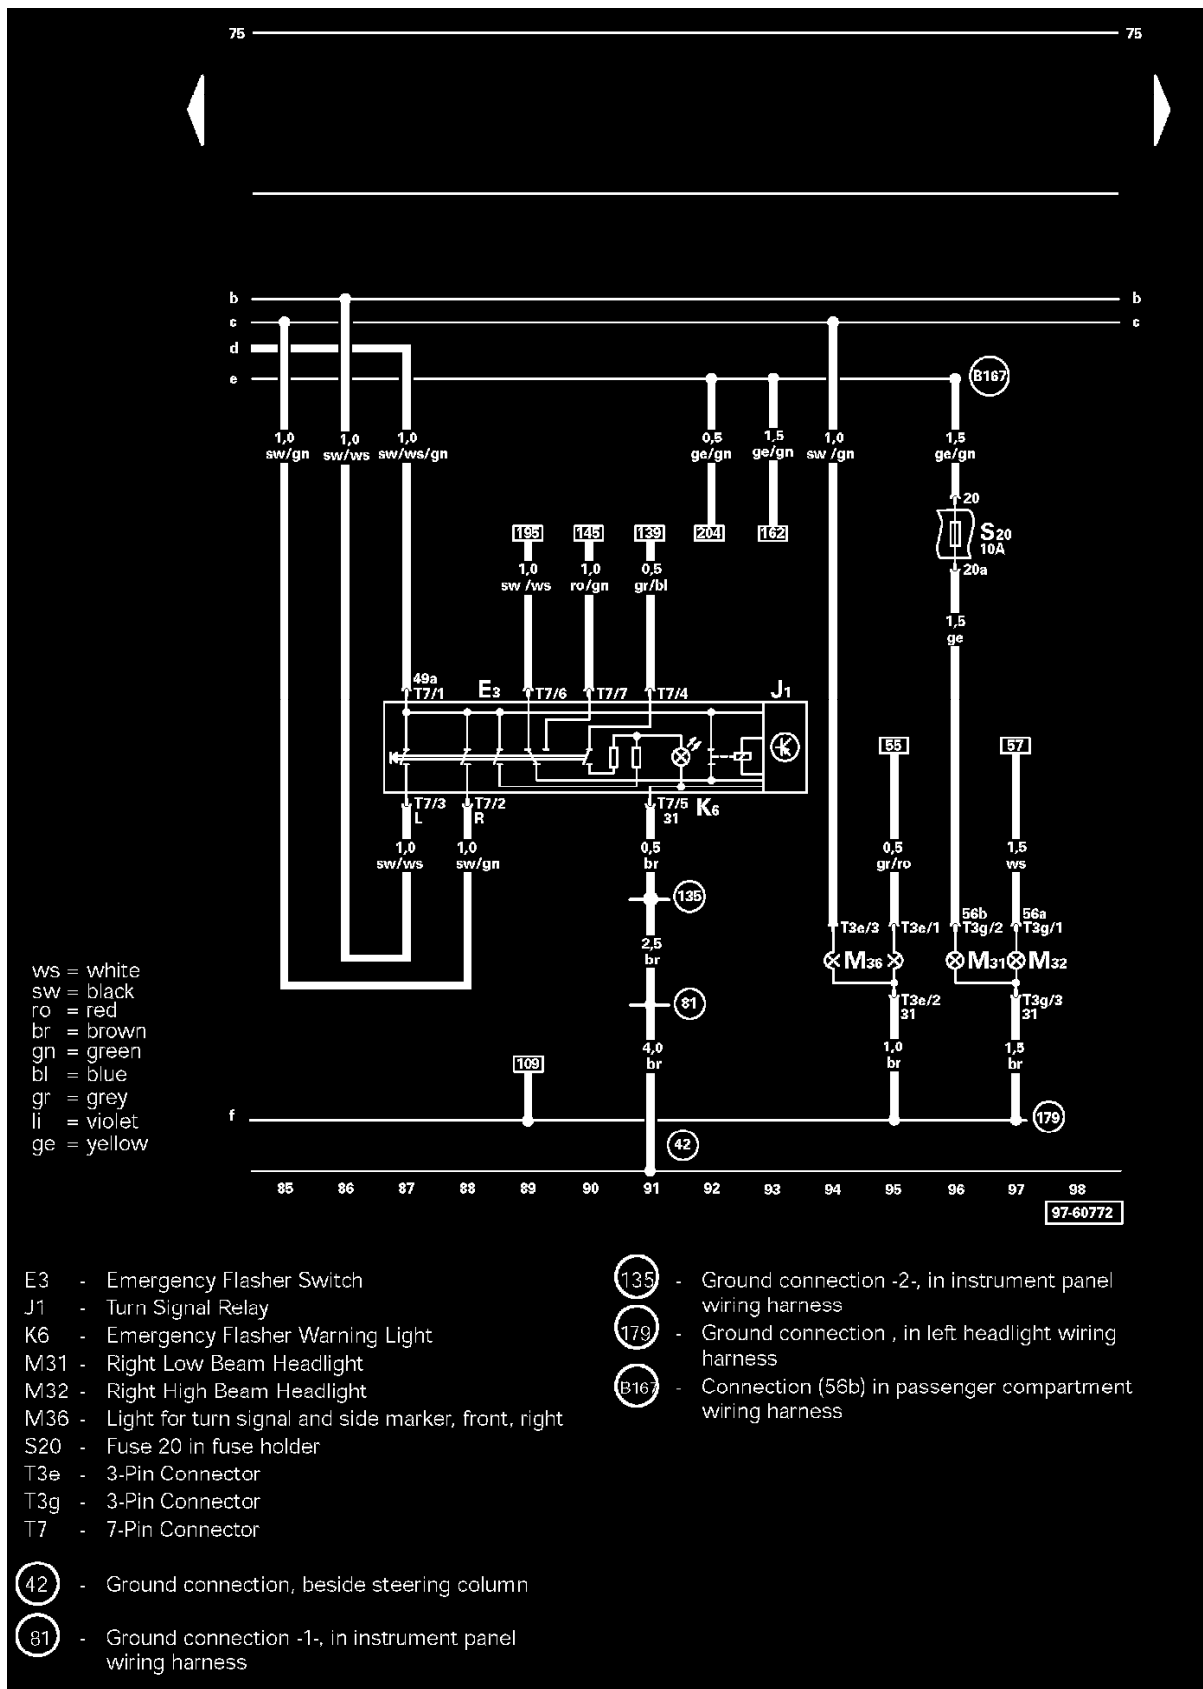 75 75
b b
c c
d
e B167
1,0 1,0 1,0 0,5 1,5 1,0 1,5
sw/gn sw/ws sw/ws/gn ge/gn ge/gn sw /gn ge/gn
20
195 145 139 204 162 S20
10A
1,0 1,0 0,5 20a
sw /ws ro/gn gr/bl
1,5
ge
49a
T7/1 E3 T7/6 T7/7 T7/4 J1
55 57
T7/3 T7/2 T7/5 K6
L R 31
1,0 1,0 0,5 0,5 1,5
sw/ws sw/gn br gr/ro ws
135
56b 56a
T3e/3 T3e/1 T3g/2 T3g/1
2,5
br
M36 M31 M32
ws = white
sw = black
81 T3e/2 T3g/3
31 31
ro = red
br = brown
4,0 1,0 1,5
br br br
gn = green
109
bl = blue
gr = grey
li = violet
f 179
ge = yellow
42
85 86 87 88 89 90 91 92 93 94 95 96 97 98
97-60772
E3 - Emergency Flasher Switch
J1 - Turn Signal Relay
K6 - Emergency Flasher Warning Light
M31 - Right Low Beam Headlight
M32 - Right High Beam Headlight
M36 - Light for turn signal and side marker, front, right
S20 - Fuse 20 in fuse holder
T3e - 3-Pin Connector
T3g - 3-Pin Connector
T7 - 7-Pin Connector
42 - Ground connection, beside steering column
81 - Ground connection -1-, in instrument panel
wiring harness
135 - Ground connection -2-, in instrument panel
wiring harness
179 - Ground connection , in left headlight wiring
harness
B167 - Connection (56b) in passenger compartment
wiring harness